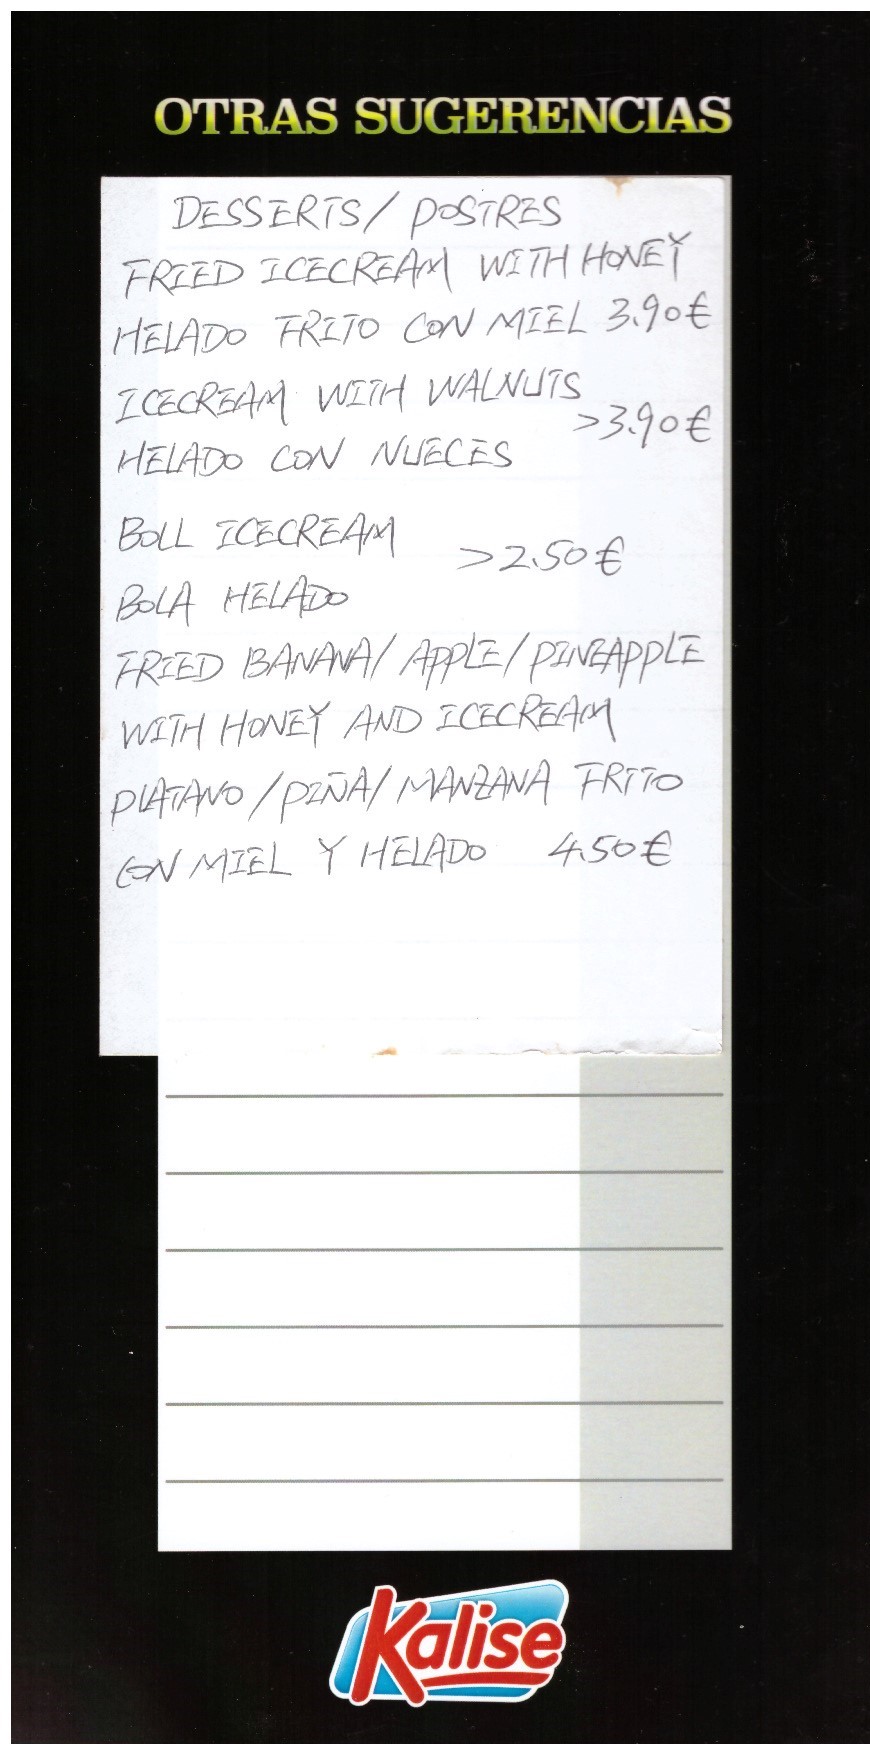 OTRAS SUGERENCIAS
DESSERTS / POSTRES
FRIED ICECREAM WITH HONEY
HELADO FRITO CON MIEL 3.90€
ICECREAM WITH WALNUTS
>3.90€
HELADO CON NUECES
BOLL ICECREAM
>2.50€
BOLA HELADO
FRIED BANANA/ APPLE/PINEAPPLE
WITH HONEY AND ICECREAM
PLATANO /PIÑA/ MANZANA FRITO
CON MIEL Y HELADO 4.50€
Kalise